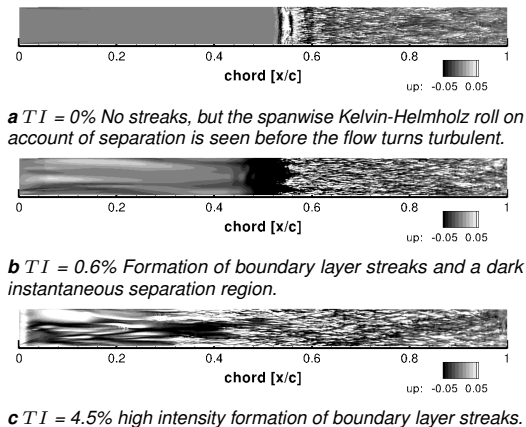 0 0.2 0.4 0.6 0.8 1
chord [x/c]
up: -0.05 0.05
a TI = 0% No streaks, but the spanwise Kelvin-Helmholz roll on
account of separation is seen before the flow turns turbulent.
0 0.2 0.4 0.6 0.8 1
chord [x/c]
up: -0.05 0.05
b TI = 0.6% Formation of boundary layer streaks and a dark
instantaneous separation region.
0 0.2 0.4 0.6 0.8 1
chord [x/c]
up: -0.05 0.05
c TI = 4.5% high intensity formation of boundary layer streaks.